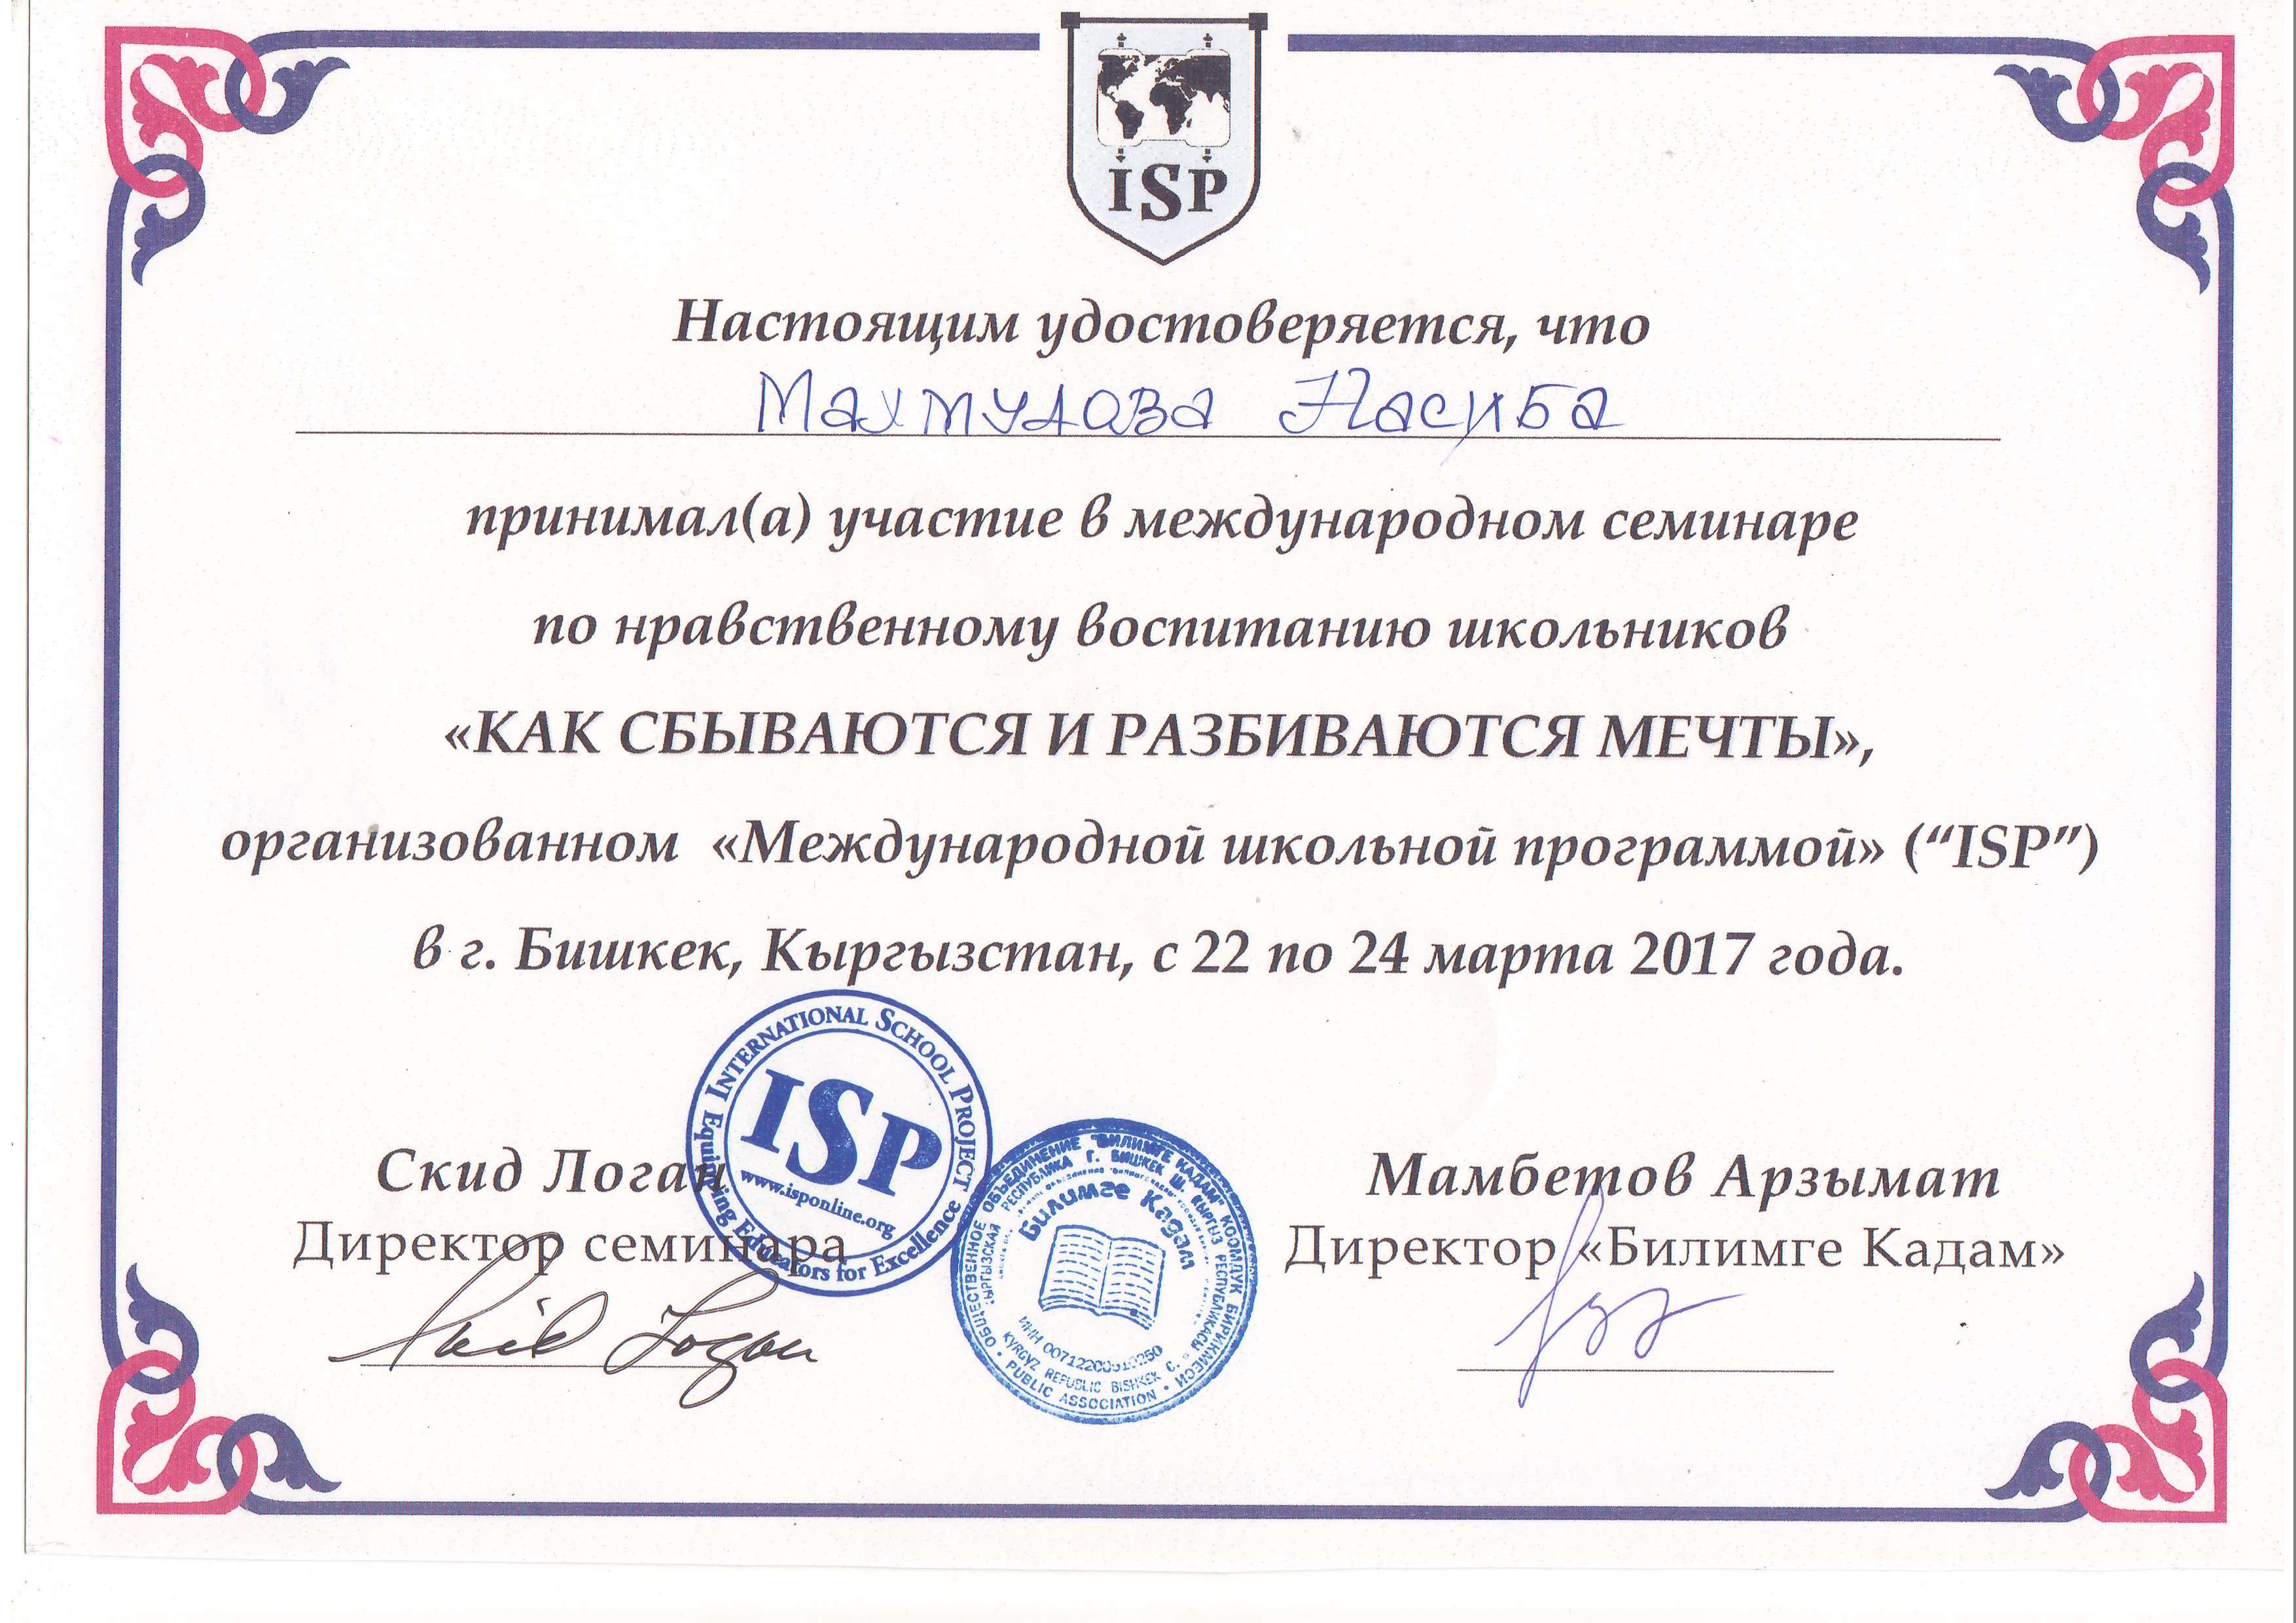 ISP
Настоящим удостоверяется, что
Махмудова Насиба
принимал(а) участие в международном семинаре
по нравственному воспитанию школьников
«КАК СБЫВАЮТСЯ И РАЗБИВАЮТСЯ МЕЧТЫ»,
организованном «Международной школьной программой» (“ISP”)
в г. Бишкек, Кыргызстан, с 22 по 24 марта 2017 года.
INTERNATIONAL SCHOOL PROJECT
ISP
www.isponline.org
Equipping Educators for Excellence
ОБЩЕСТВЕННОЕ ОБЪЕДИНЕНИЕ "БИЛИМГЕ КАДАМ" КООМДУК БИРИКМЕСИ
КЫРГЫЗСКАЯ РЕСПУБЛИКА Г. БИШКЕК Ш. КЫРГЫЗ РЕСПУБЛИКАСЫ
Билимге Кадам
ИНН
KYRGYZ REPUBLIC BISHKEK C.
PUBLIC ASSOCIATION
Скид Логан
Директор семинара
Skid Logan
Мамбетов Арзымат
Директор «Билимге Кадам»